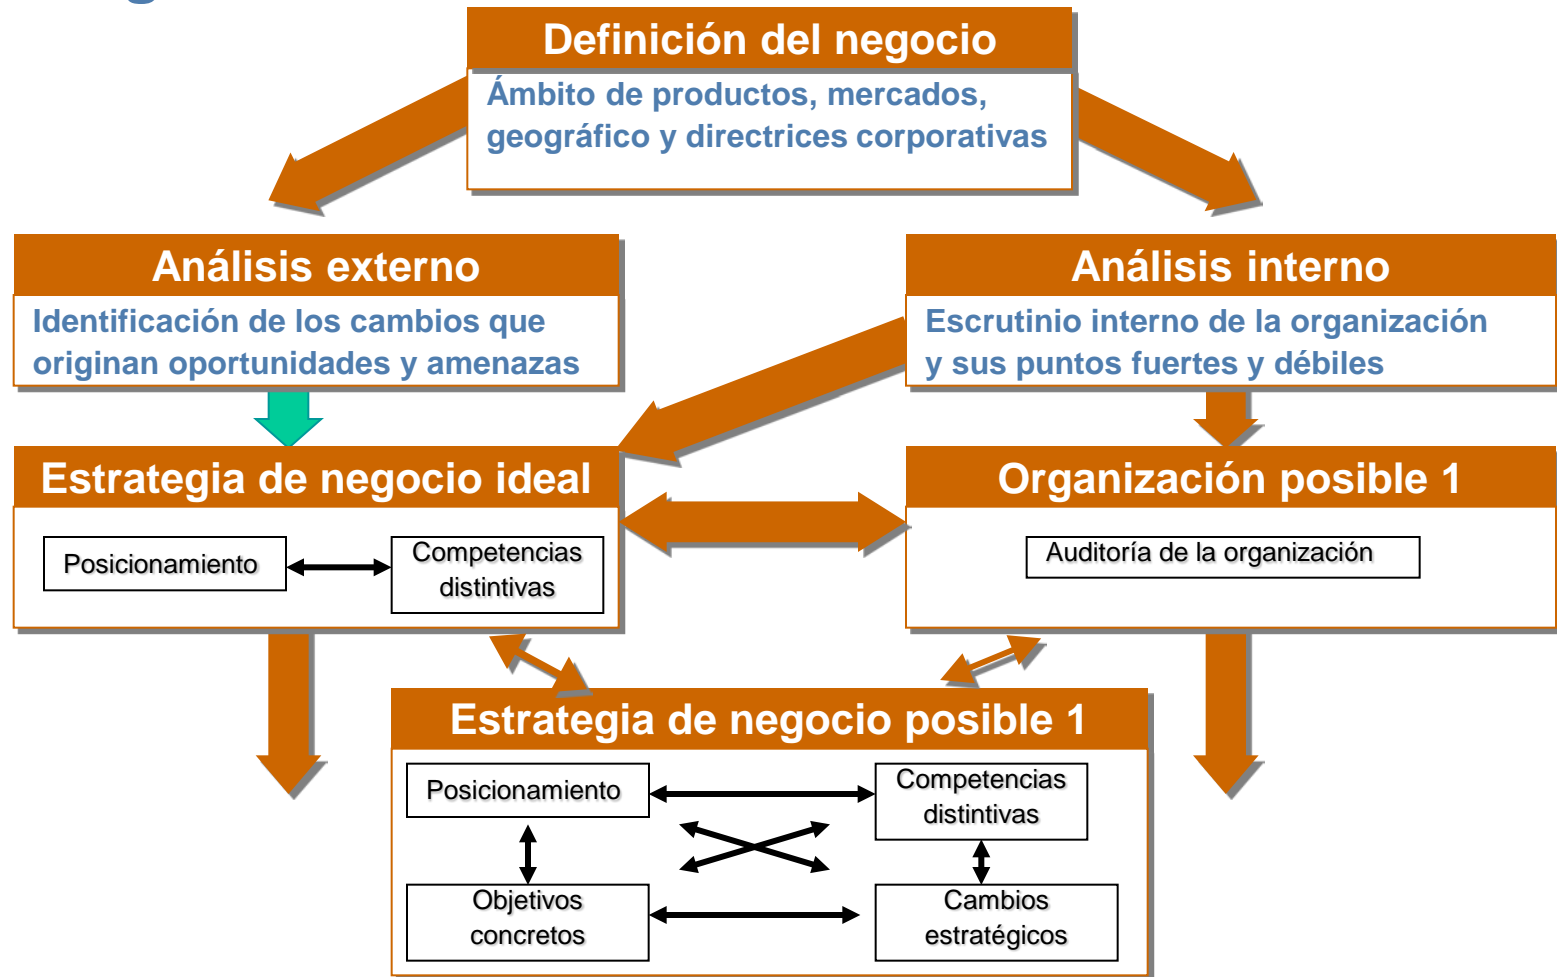 Definición del negocio
Ámbito de productos, mercados,
geográfico y directrices corporativas
Análisis externo
Identificación de los cambios que
originan oportunidades y amenazas
Análisis interno
Escrutinio interno de la organización
y sus puntos fuertes y débiles
Estrategia de negocio ideal
Posicionamiento
Competencias
distintivas
Organización posible 1
Auditoría de la organización
Estrategia de negocio posible 1
Posicionamiento
Competencias
distintivas
Objetivos
concretos
Cambios
estratégicos